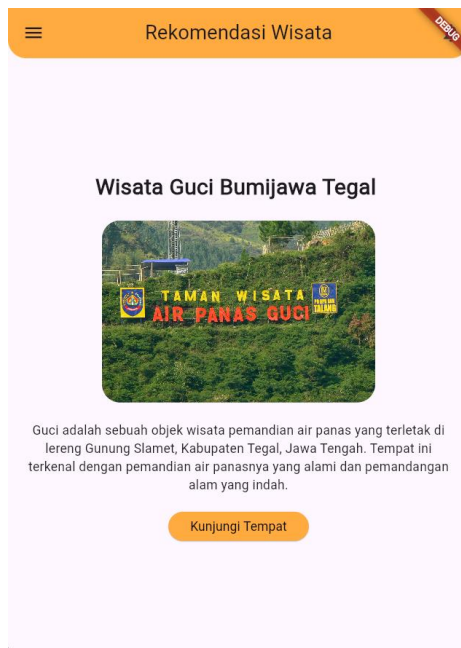 Rekomendasi Wisata
DEBUG
Wisata Guci Bumijawa Tegal
TAMAN WISATA
AIR PANAS GUCI
TALANG
Guci adalah sebuah objek wisata pemandian air panas yang terletak di
lereng Gunung Slamet, Kabupaten Tegal, Jawa Tengah. Tempat ini
terkenal dengan pemandian air panasnya yang alami dan pemandangan
alam yang indah.
Kunjungi Tempat